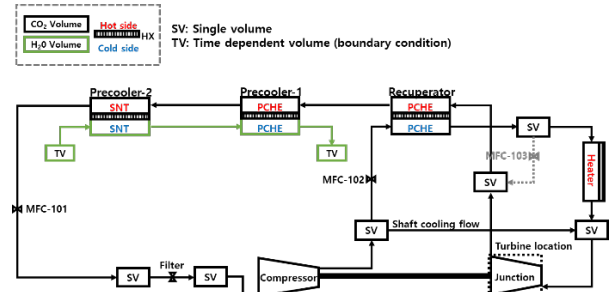 CO₂ Volume
Hot side
HX
H₂0 Volume
Cold side
SV: Single volume
TV: Time dependent volume (boundary condition)
Precooler-2
Precooler-1
Recuperator
SNT
PCHE
PCHE
SNT
PCHE
PCHE
SV
TV
TV
MFC-103
Heater
MFC-102
SV
MFC-101
Shaft cooling flow
SV
SV
Turbine location
Filter
SV
SV
Compressor
Junction